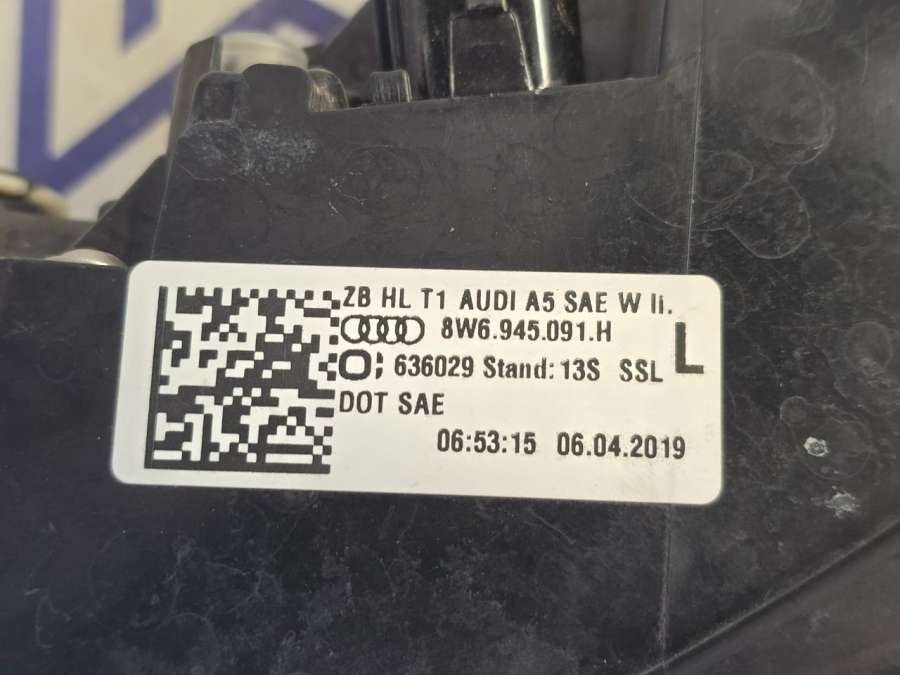 ZB HL T1 AUDI A5 SAE W li.
8W6.945.091.H
L
O; 636029 Stand: 13S SSL
DOT SAE
06:53:15 06.04.2019